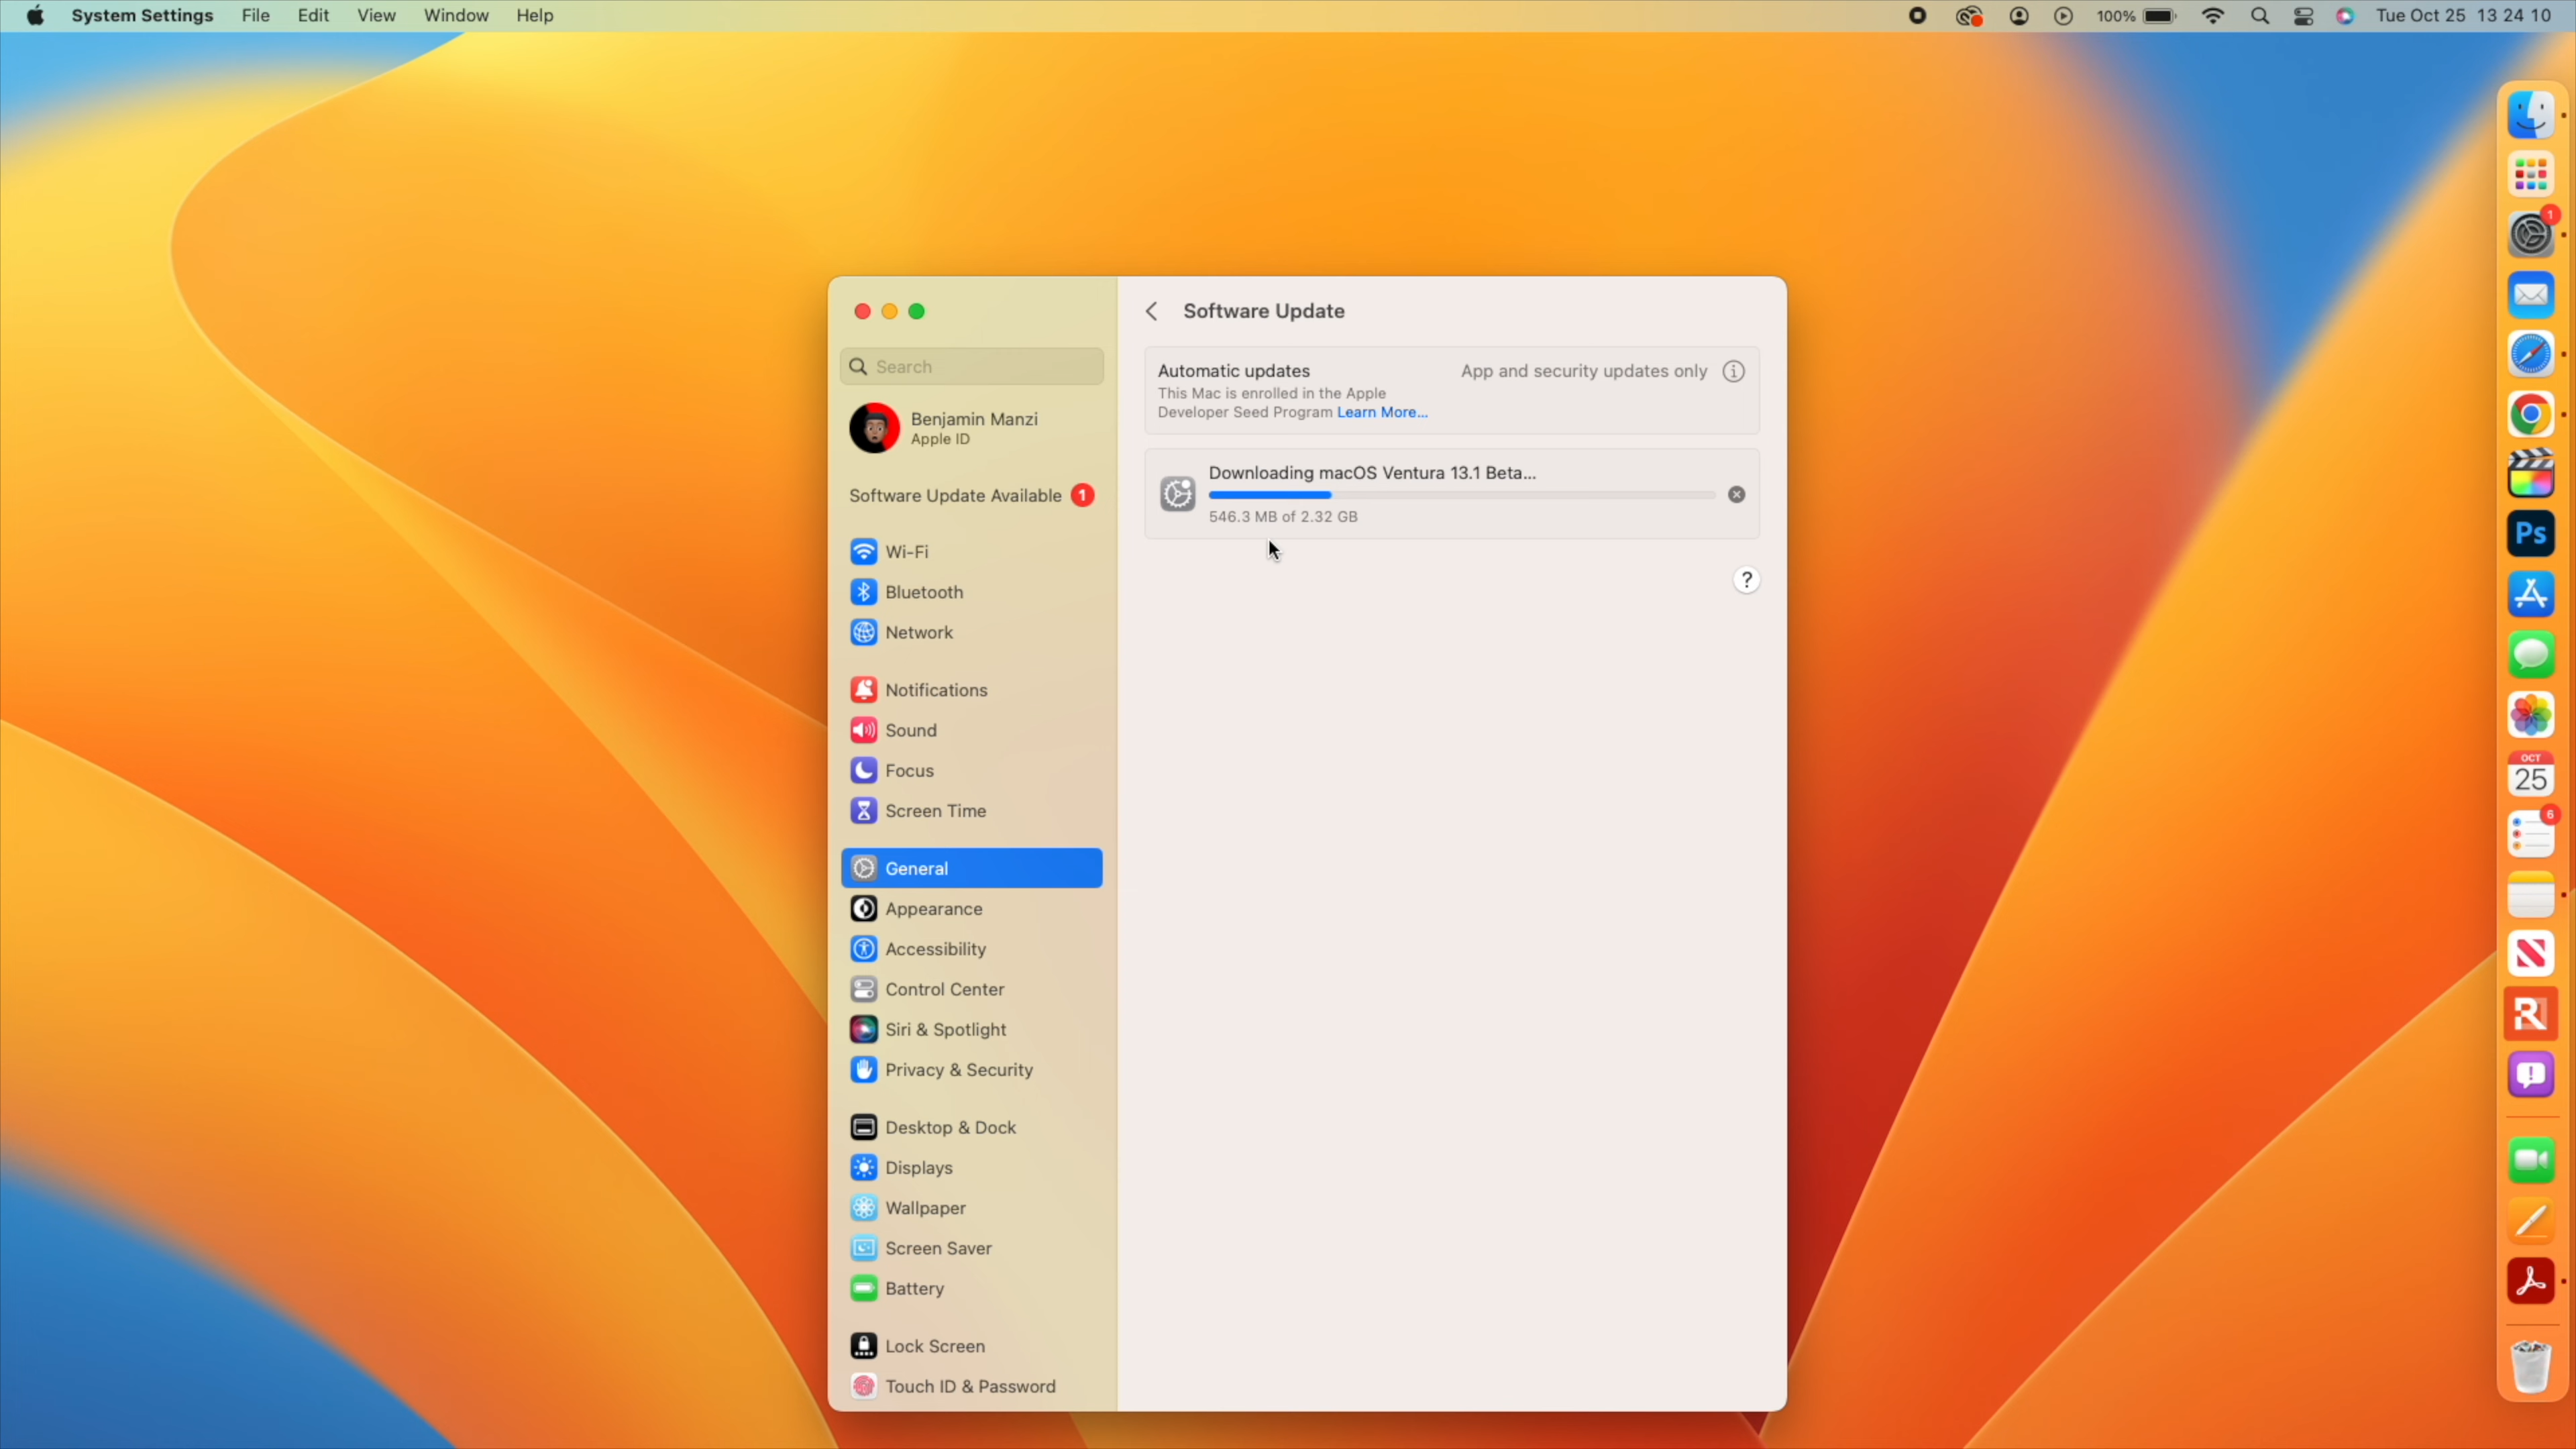 System Settings File Edit View Window Help
100% Tue Oct 25 13 24 10
Software Update
Search
Automatic updates
App and security updates only
This Mac is enrolled in the Apple
Developer Seed Program Learn More...
Benjamin Manzi
Apple ID
Software Update Available 1
Downloading macOS Ventura 13.1 Beta...
546.3 MB of 2.32 GB
?
Wi-Fi
Bluetooth
Network
Notifications
Sound
Focus
Screen Time
General
Appearance
Accessibility
Control Center
Siri & Spotlight
Privacy & Security
Desktop & Dock
Displays
Wallpaper
Screen Saver
Battery
Lock Screen
Touch ID & Password
1
Ps
OCT
25
6